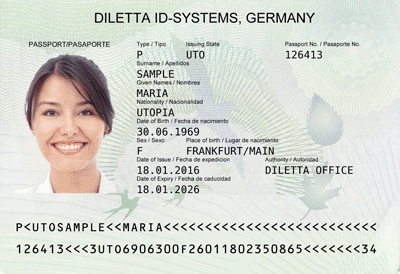 DILETTA ID-SYSTEMS, GERMANY
PASSPORT/PASAPORTE
Type / Tipo Issuing State Passport No. / Pasaporte No.
P UTO 126413
Surname / Apellidos
SAMPLE
Given Names / Nombres
MARIA
Nationality / Nacionalidad
UTOPIA
Date of Birth / Fecha de nacimiento
30.06.1969
Sex / Sexo Place of birth / Lugar de nacimiento
F FRANKFURT/MAIN
Date of Issue / Fecha de expedicion Authority / Autoridad
18.01.2016 DILETTA OFFICE
Date of Expiry / Fecha de caducidad
18.01.2026
P<UTOSAMPLE<<MARIA<<<<<<<<<<<<<<<<<<<<<<<<<<
126413<<<3UTO6906300F26011802350865<<<<<<<34